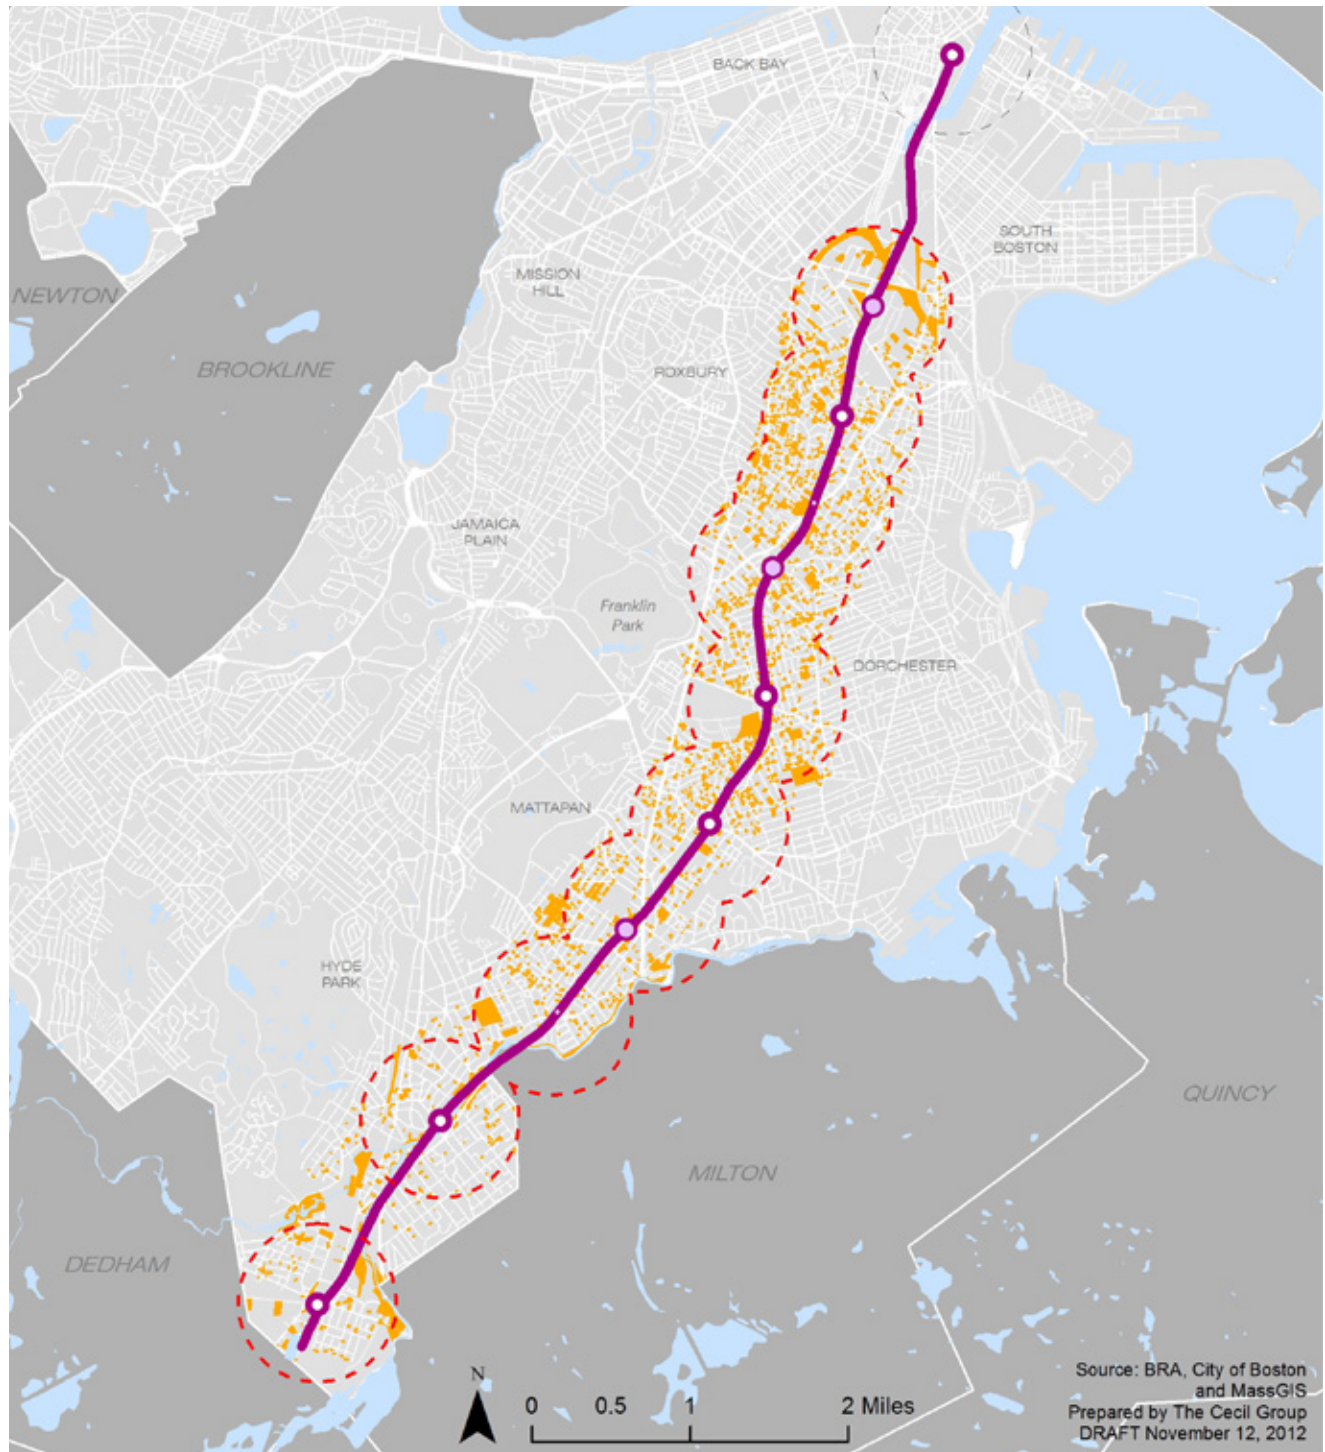 BACK BAY
SOUTH
BOSTON
MISSION
HILL
NEWTON
BROOKLINE
ROXBURY
JAMAICA
PLAIN
Franklin
Park
DORCHESTER
MATTAPAN
HYDE
PARK
QUINCY
MILTON
DEDHAM
N
0 0.5 1 2 Miles
Source: BRA, City of Boston
and MassGIS
Prepared by The Cecil Group
DRAFT November 12, 2012